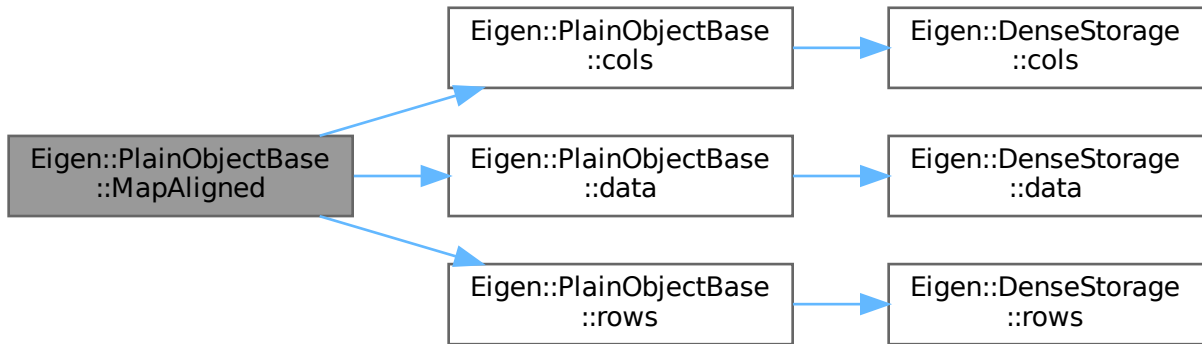 Eigen::PlainObjectBase
::MapAligned
Eigen::PlainObjectBase
::cols
Eigen::DenseStorage
::cols
Eigen::PlainObjectBase
::data
Eigen::DenseStorage
::data
Eigen::PlainObjectBase
::rows
Eigen::DenseStorage
::rows